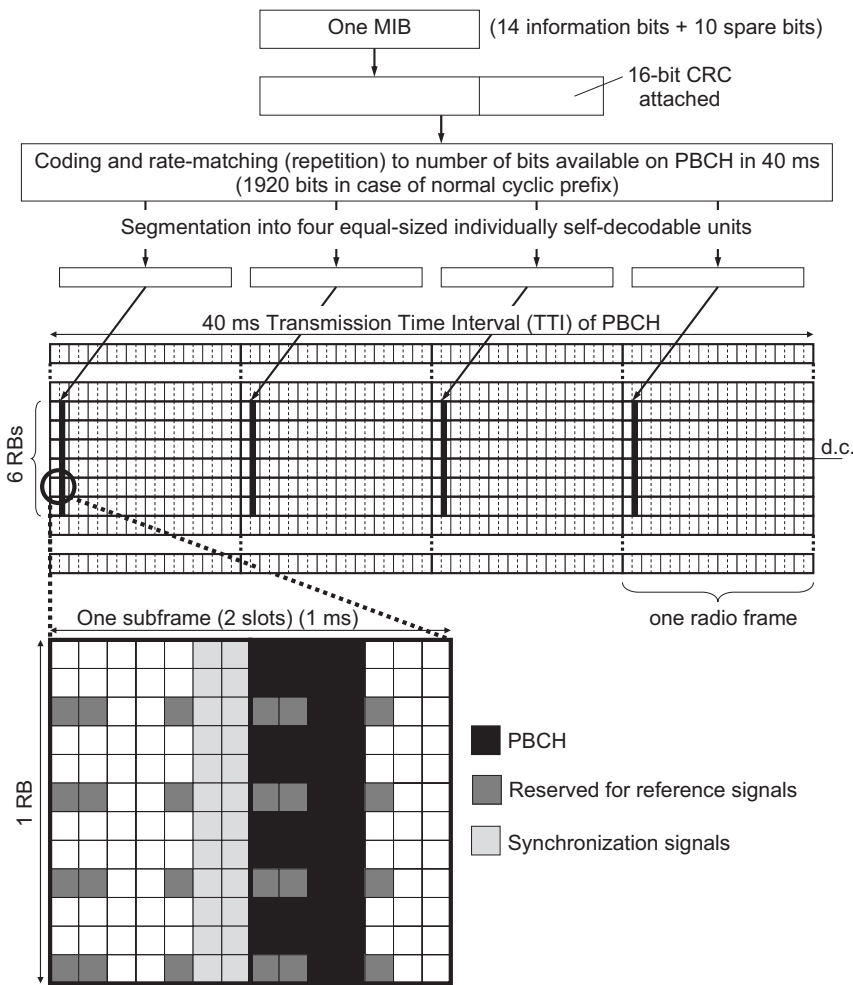 One MIB
(14 information bits + 10 spare bits)
16-bit CRC
attached
Coding and rate-matching (repetition) to number of bits available on PBCH in 40 ms
(1920 bits in case of normal cyclic prefix)
Segmentation into four equal-sized individually self-decodable units
40 ms Transmission Time Interval (TTI) of PBCH
6 RBs
d.c.
one radio frame
One subframe (2 slots) (1 ms)
1 RB
PBCH
Reserved for reference signals
Synchronization signals